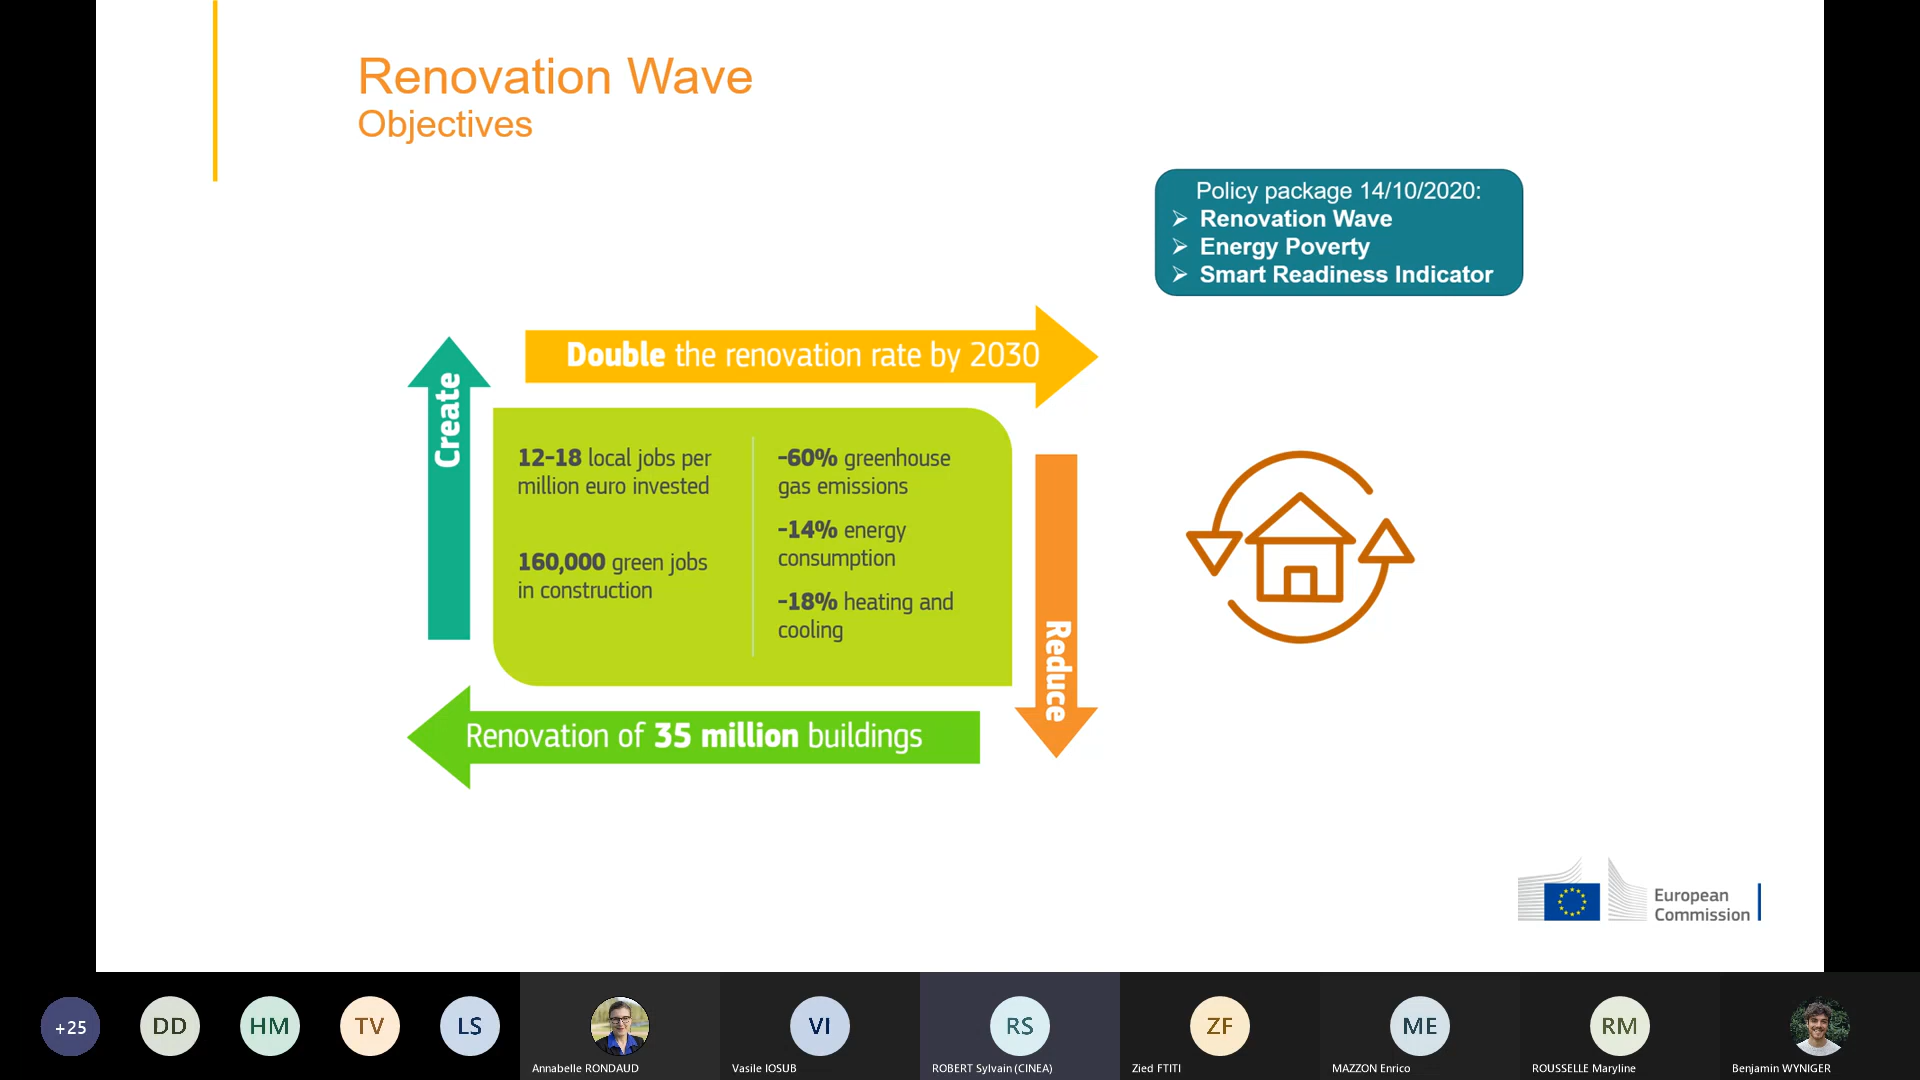 Renovation Wave
Objectives
Policy package 14/10/2020:
➢ Renovation Wave
➢ Energy Poverty
➢ Smart Readiness Indicator
Double the renovation rate by 2030
Create
12-18 local jobs per
million euro invested
160,000 green jobs
in construction
-60% greenhouse
gas emissions
-14% energy
consumption
-18% heating and
cooling
Reduce
Renovation of 35 million buildings
European
Commission
+25
DD
HM
TV
LS
Annabelle RONDAUD
VI
Vasile IOSUB
RS
ROBERT Sylvain (CINEA)
ZF
Zied FTITI
ME
MAZZON Enrico
RM
ROUSSELLE Maryline
Benjamin WYNIGER